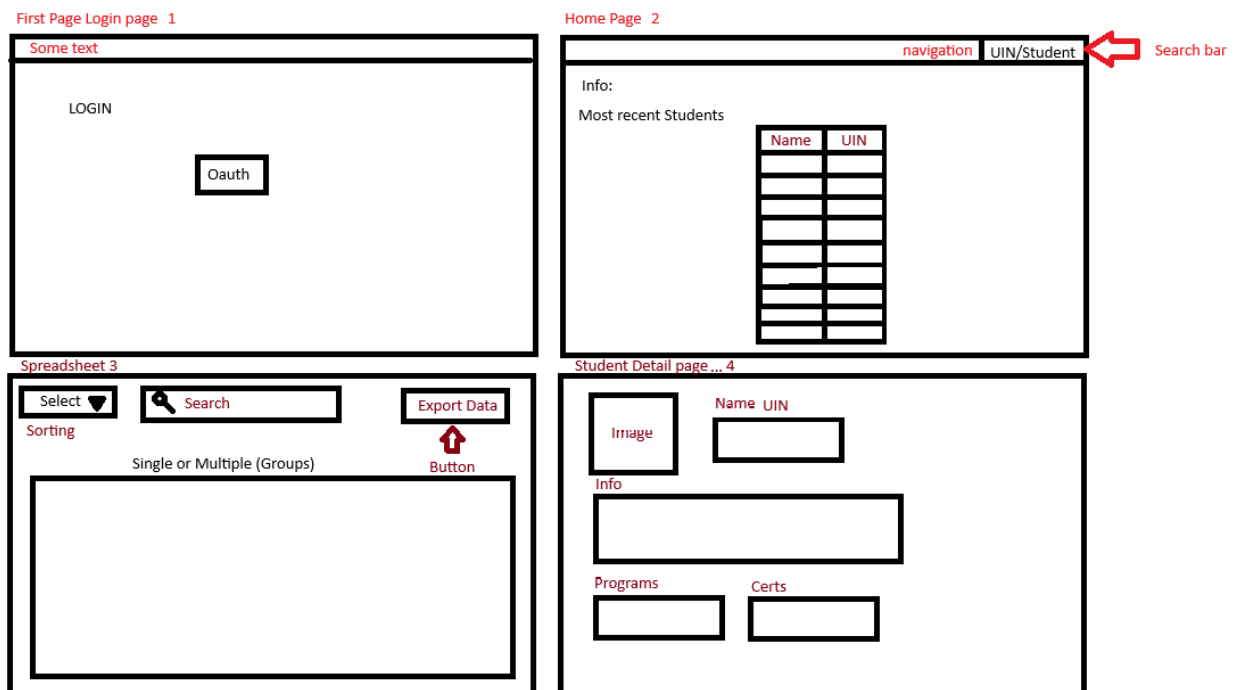 First Page Login page 1
Some text
LOGIN
Oauth
Home Page 2
navigation UIN/Student
Search bar
Info:
Most recent Students
Name UIN
Spreadsheet 3
Select
Search
Export Data
Sorting
Button
Single or Multiple (Groups)
Student Detail page ... 4
Image
Name UIN
Info
Programs
Certs